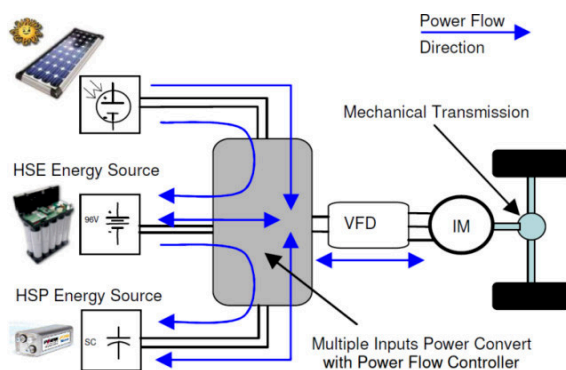 Power Flow
Direction
Mechanical Transmission
HSE Energy Source
96V
VFD
IM
HSP Energy Source
SC
Multiple Inputs Power Convert
with Power Flow Controller